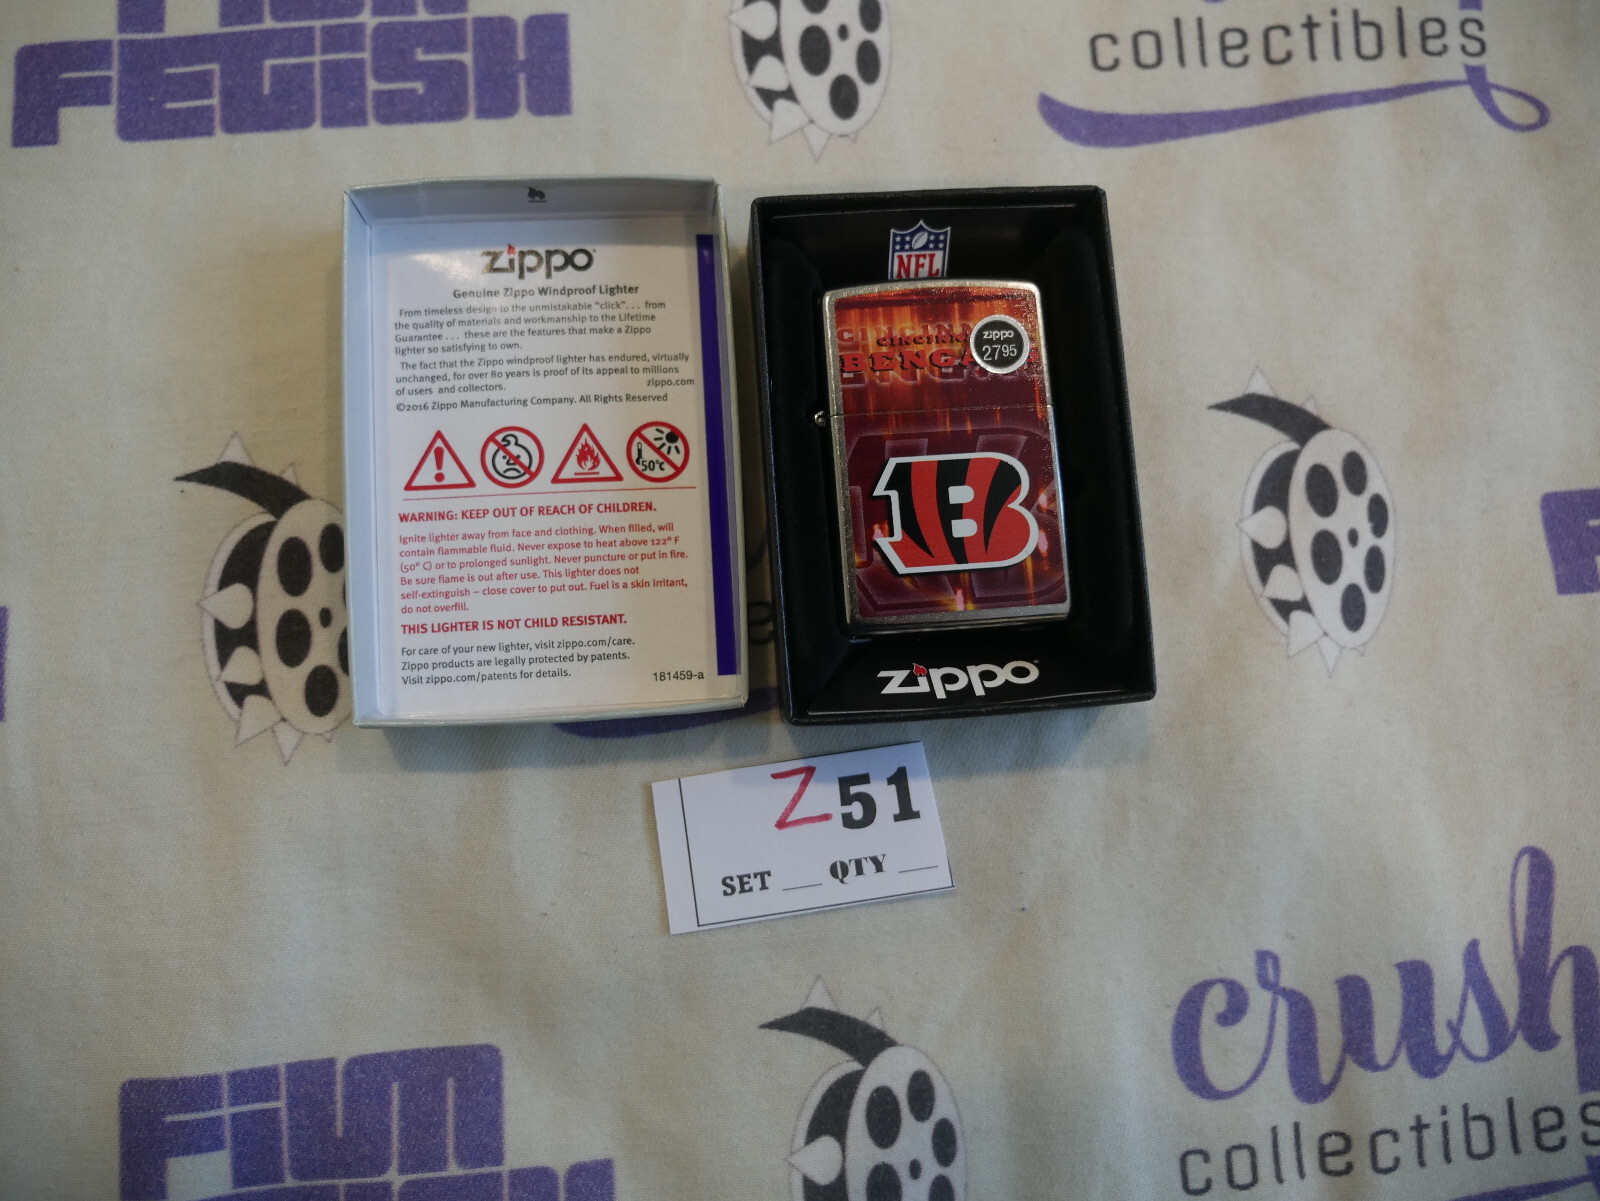 FETISH
collectibles
zippo
Genuine Zippo Windproof Lighter
From timeless design to the unmistakable "click"... from
the quality of materials and workmanship to the Lifetime
Guarantee ... these are the features that make a Zippo
lighter so satisfying to own.
The fact that the Zippo windproof lighter has endured, virtually
unchanged, for over 80 years is proof of its appeal to millions
of users and collectors.
zippo.com
©2016 Zippo Manufacturing Company. All Rights Reserved
50°C
WARNING: KEEP OUT OF REACH OF CHILDREN.
Ignite lighter away from face and clothing. When filled, will
contain flammable fluid. Never expose to heat above 122° F
(50° C) or to prolonged sunlight. Never puncture or put in fire.
Be sure flame is out after use. This lighter does not
self-extinguish – close cover to put out. Fuel is a skin irritant,
do not overfill.
THIS LIGHTER IS NOT CHILD RESISTANT.
For care of your new lighter, visit zippo.com/care.
Zippo products are legally protected by patents.
Visit zippo.com/patents for details.
181459-a
NFL
zippo
2795
B
zippo
Z51
SET __ QTY __
crush
collectibles
FILM